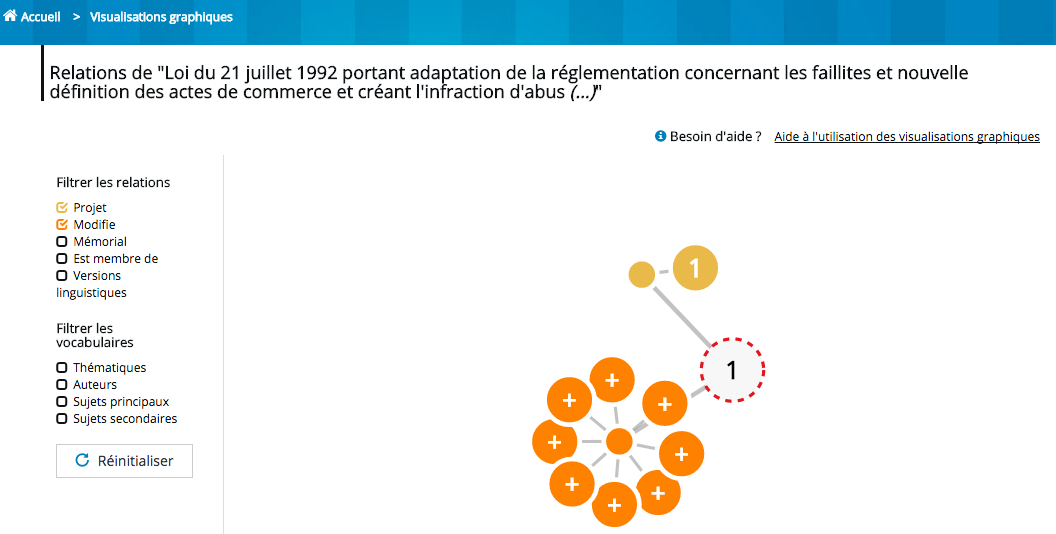 Accueil > Visualisations graphiques
Relations de "Loi du 21 juillet 1992 portant adaptation de la réglementation concernant les faillites et nouvelle
définition des actes de commerce et créant l'infraction d'abus (...)"
Besoin d'aide ? Aide à l'utilisation des visualisations graphiques
Filtrer les relations
Projet
Modifie
Mémorial
Est membre de
Versions
linguistiques
Filtrer les
vocabulaires
Thématiques
Auteurs
Sujets principaux
Sujets secondaires
Réinitialiser
1
1
+
+
+
+
+
+
+
+